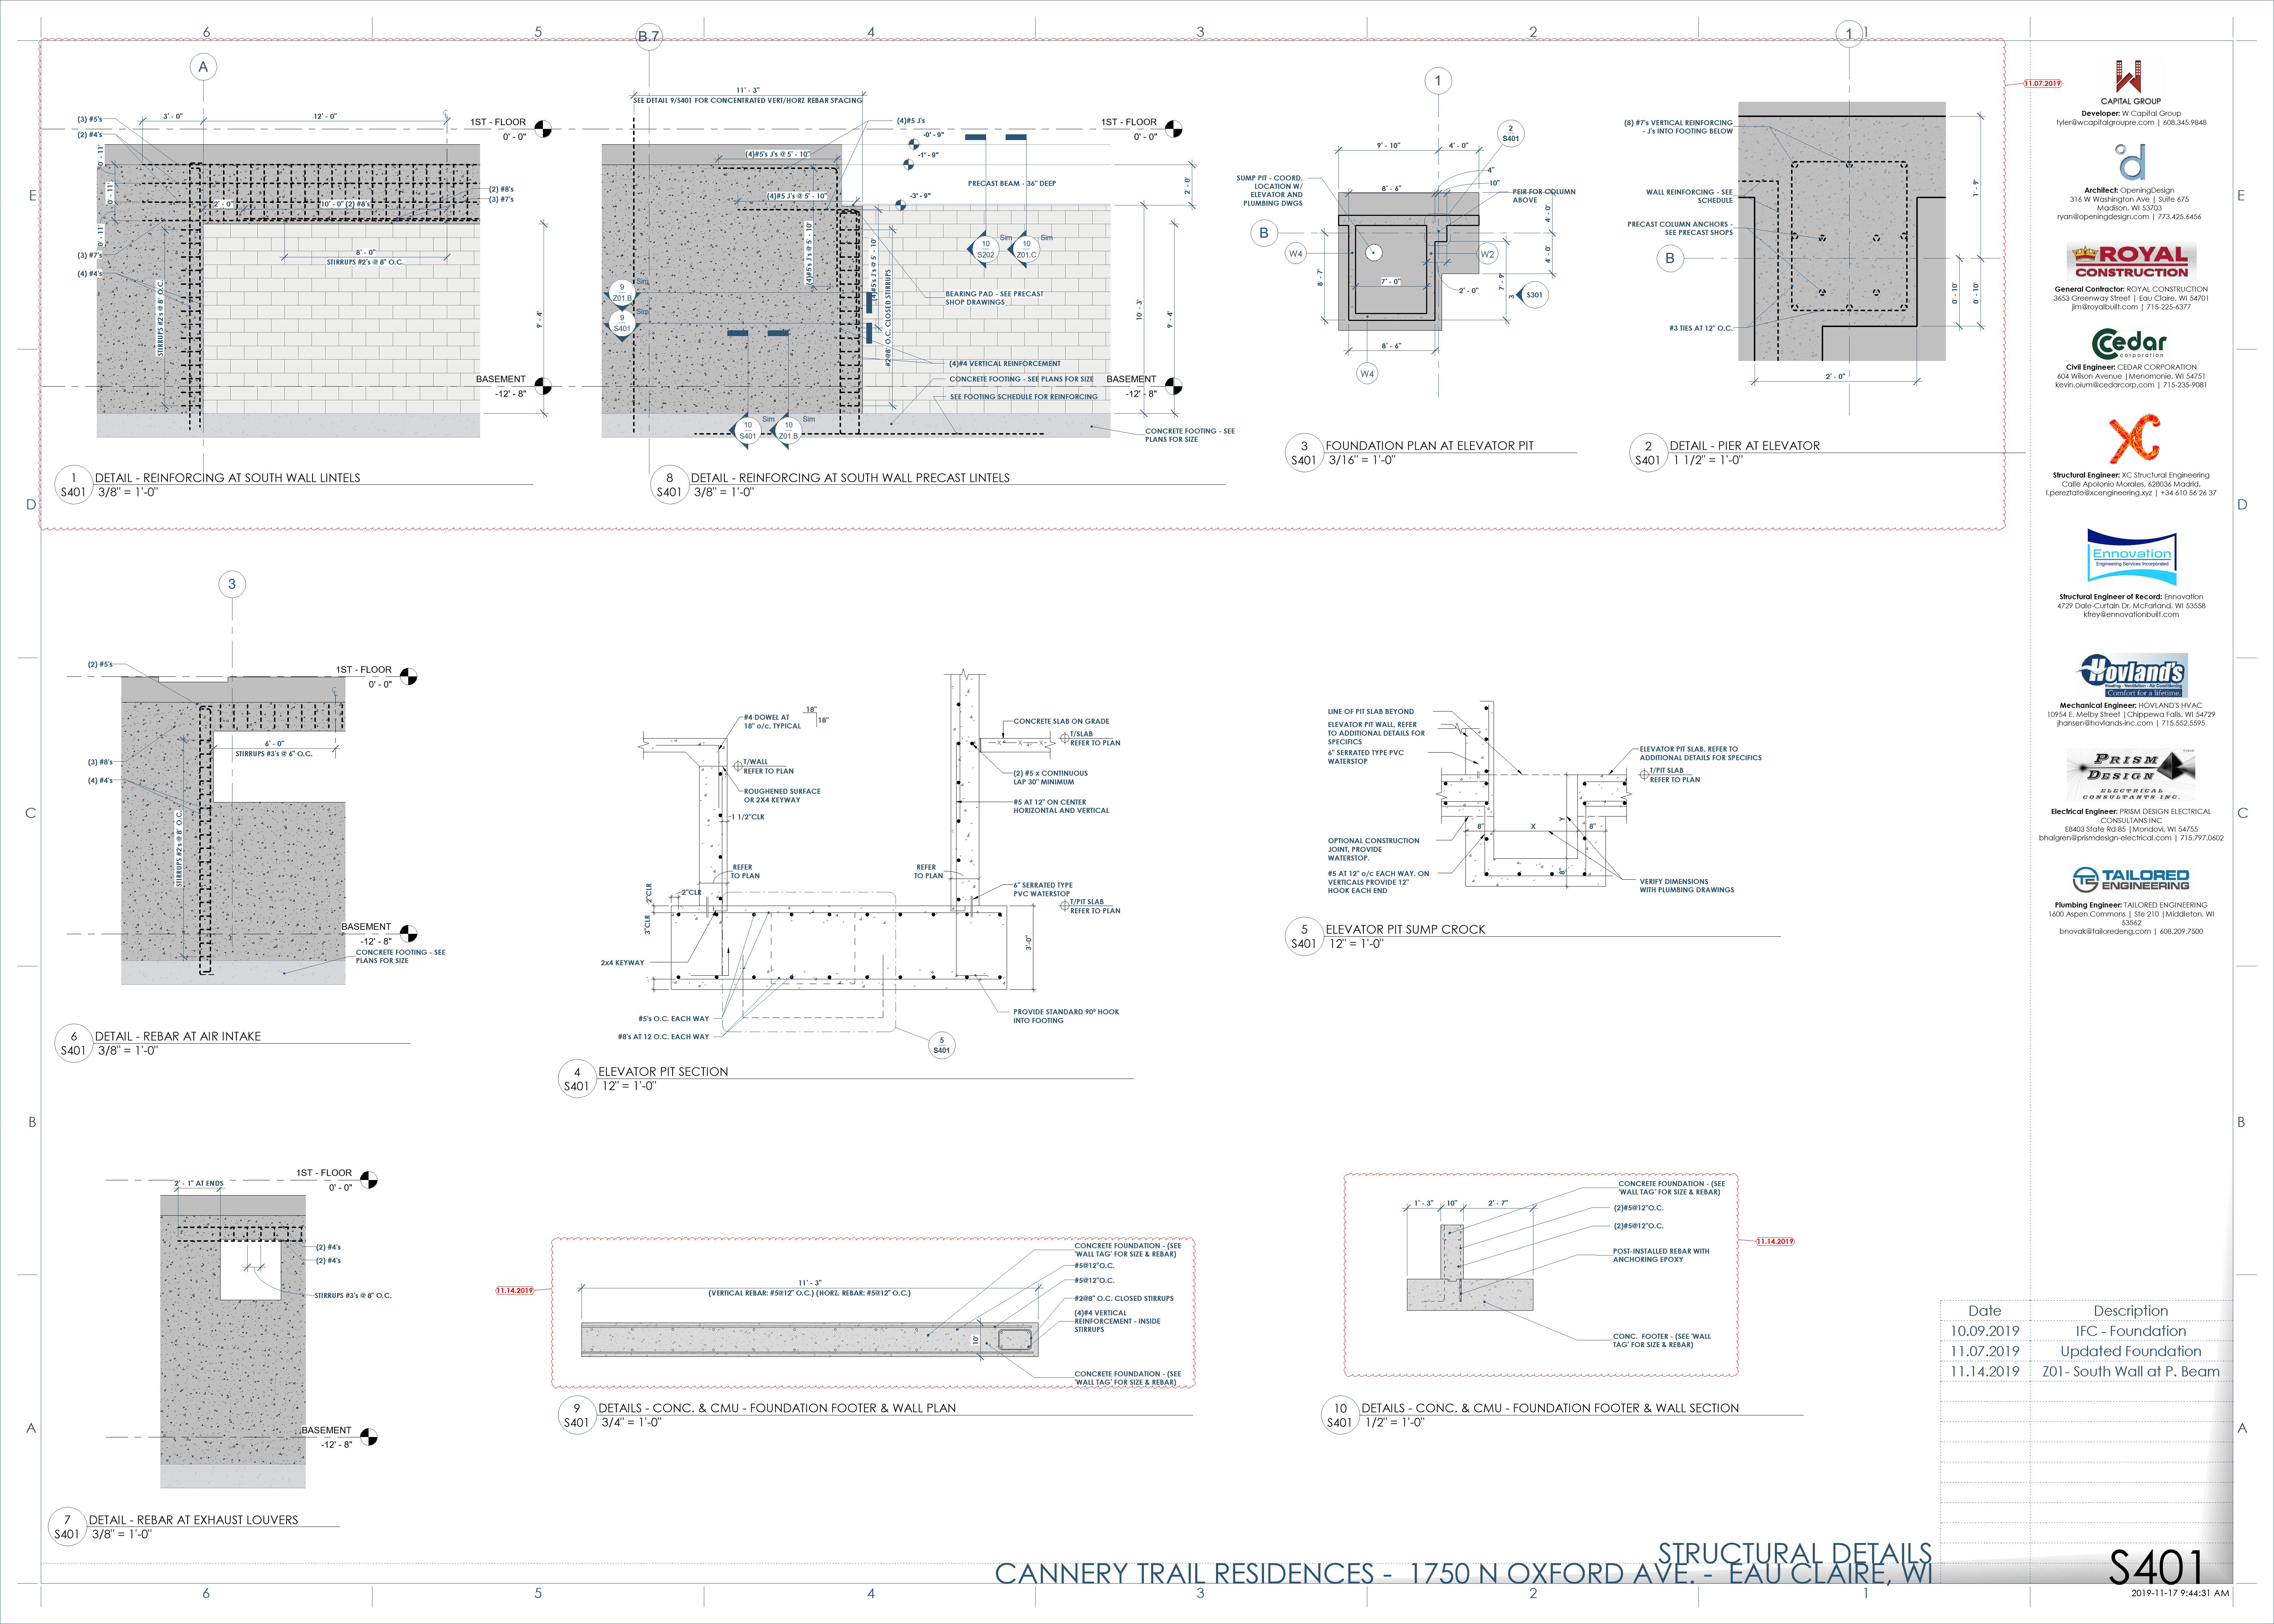 6
5
4
3
2
1
A
B.7
1
1
11.07.2019
(3) #5's
(2) #4's
3' - 0"
12' - 0"
1ST - FLOOR
0' - 0"
0' - 11"
0' - 11"
0' - 11"
(2) #8's
(3) #7's
2' - 0"
10' - 0" (2) #8's
(3) #7's
(4) #4's
8' - 0"
STIRRUPS #2's @ 8" O.C.
STIRRUPS #2's @ 8' O.C.
9' - 4"
BASEMENT
-12' - 8"
1
S401
DETAIL - REINFORCING AT SOUTH WALL LINTELS
3/8" = 1'-0"
11' - 3"
SEE DETAIL 9/S401 FOR CONCENTRATED VERT/HORZ REBAR SPACING
(4)#5 J's
-0' - 9"
-1' - 9"
-3' - 9"
(4)#5's J's @ 5' - 10"
(4)#5 J's @ 5' - 10"
(4)#5's J's @ 5' - 10'
(4)#5's J's @ 5' - 10'
#2@8" O.C. CLOSED STIRRUPS
1ST - FLOOR
0' - 0"
PRECAST BEAM - 36" DEEP
2' - 0"
10' - 3"
9' - 4"
Sim
10
S202
Sim
10
Z01.C
Sim
9
Z01.B
Sim
9
S401
BEARING PAD - SEE PRECAST
SHOP DRAWINGS
(4)#4 VERTICAL REINFORCEMENT
CONCRETE FOOTING - SEE PLANS FOR SIZE
SEE FOOTING SCHEDULE FOR REINFORCING
BASEMENT
-12' - 8"
Sim
10
S401
Sim
10
Z01.B
CONCRETE FOOTING - SEE
PLANS FOR SIZE
8
S401
DETAIL - REINFORCING AT SOUTH WALL PRECAST LINTELS
3/8" = 1'-0"
2
S401
9' - 10"
4' - 0"
4"
10"
SUMP PIT - COORD.
LOCATION W/
ELEVATOR AND
PLUMBING DWGS
8' - 6"
PEIR FOR COLUMN
ABOVE
B
W4
W2
4' - 0'
4' - 0'
8' - 7'
7' - 0"
7' - 9"
2' - 0"
3
S301
8' - 6"
W4
3
S401
FOUNDATION PLAN AT ELEVATOR PIT
3/16" = 1'-0"
(8) #7's VERTICAL REINFORCING
- J's INTO FOOTING BELOW
WALL REINFORCING - SEE
SCHEDULE
PRECAST COLUMN ANCHORS -
SEE PRECAST SHOPS
B
#3 TIES AT 12" O.C.
1' - 9"
0' - 10'
0' - 10'
2' - 0"
2
S401
DETAIL - PIER AT ELEVATOR
1 1/2" = 1'-0"
3
(2) #5's
1ST - FLOOR
0' - 0"
6' - 0"
STIRRUPS #3's @ 6" O.C.
(3) #8's
(4) #4's
STIRRUPS #2's @ 8' O.C.
BASEMENT
-12' - 8"
CONCRETE FOOTING - SEE
PLANS FOR SIZE
6
S401
DETAIL - REBAR AT AIR INTAKE
3/8" = 1'-0"
#4 DOWEL AT
18" o/c, TYPICAL
18"
18"
T/WALL
REFER TO PLAN
ROUGHENED SURFACE
OR 2X4 KEYWAY
1 1/2"CLR
REFER
TO PLAN
REFER
TO PLAN
2"CLR
2"CLR
3"CLR
2x4 KEYWAY
#5's O.C. EACH WAY
#8's AT 12 O.C. EACH WAY
CONCRETE SLAB ON GRADE
T/SLAB
REFER TO PLAN
(2) #5 x CONTINUOUS
LAP 30" MINIMUM
#5 AT 12" ON CENTER
HORIZONTAL AND VERTICAL
6" SERRATED TYPE
PVC WATERSTOP
T/PIT SLAB
REFER TO PLAN
3'-0"
PROVIDE STANDARD 90° HOOK
INTO FOOTING
5
S401
4
S401
ELEVATOR PIT SECTION
12" = 1'-0"
LINE OF PIT SLAB BEYOND
ELEVATOR PIT WALL, REFER
TO ADDITIONAL DETAILS FOR
SPECIFICS
6" SERRATED TYPE PVC
WATERSTOP
ELEVATOR PIT SLAB, REFER TO
ADDITIONAL DETAILS FOR SPECIFICS
T/PIT SLAB
REFER TO PLAN
8"
X
Y
8"
8"
OPTIONAL CONSTRUCTION
JOINT, PROVIDE
WATERSTOP.
#5 AT 12" o/c EACH WAY. ON
VERTICALS PROVIDE 12"
HOOK EACH END
VERIFY DIMENSIONS
WITH PLUMBING DRAWINGS
5
S401
ELEVATOR PIT SUMP CROCK
12" = 1'-0"
1ST - FLOOR
0' - 0"
2' - 1" AT ENDS
(2) #4's
(2) #4's
STIRRUPS #3's @ 8" O.C.
BASEMENT
-12' - 8"
7
S401
DETAIL - REBAR AT EXHAUST LOUVERS
3/8" = 1'-0"
11.14.2019
11' - 3"
(VERTICAL REBAR: #5@12" O.C.) (HORZ. REBAR: #5@12" O.C.)
10'
CONCRETE FOUNDATION - (SEE
'WALL TAG' FOR SIZE & REBAR)
#5@12"O.C.
#5@12"O.C.
#2@8" O.C. CLOSED STIRRUPS
(4)#4 VERTICAL
REINFORCEMENT - INSIDE
STIRRUPS
CONCRETE FOUNDATION - (SEE
'WALL TAG' FOR SIZE & REBAR)
9
S401
DETAILS - CONC. & CMU - FOUNDATION FOOTER & WALL PLAN
3/4" = 1'-0"
1' - 3"
10"
2' - 7"
CONCRETE FOUNDATION - (SEE
'WALL TAG' FOR SIZE & REBAR)
(2)#5@12"O.C.
(2)#5@12"O.C.
POST-INSTALLED REBAR WITH
ANCHORING EPOXY
CONC. FOOTER - (SEE 'WALL
TAG' FOR SIZE & REBAR)
11.14.2019
10
S401
DETAILS - CONC. & CMU - FOUNDATION FOOTER & WALL SECTION
1/2" = 1'-0"
CAPITAL GROUP
Developer: W Capital Group
tyler@wcapitalgroupre.com | 608.345.9848
Architect: OpeningDesign
316 W Washington Ave | Suite 675
Madison, WI 53703
ryan@openingdesign.com | 773.425.6456
ROYAL
CONSTRUCTION
General Contractor: ROYAL CONSTRUCTION
3653 Greenway Street | Eau Claire, WI 54701
jim@royalbuilt.com | 715-225-6377
Cedar
corporation
Civil Engineer: CEDAR CORPORATION
604 Wilson Avenue |Menomonie, WI 54751
kevin.oium@cedarcorp.com | 715-235-9081
XC
Structural Engineer: XC Structural Engineering
Calle Apolonio Morales, 628036 Madrid,
l.pereztato@xcengineering.xyz | +34 610 56 26 37
Ennovation
Engineering Services Incorporated
Structural Engineer of Record: Ennovation
4729 Dale-Curtain Dr, McFarland, WI 53558
kfrey@ennovationbuilt.com
Hovland's
Heating · Ventilation · Air Conditioning
Comfort for a lifetime.
Mechanical Engineer: HOVLAND'S HVAC
10954 E. Melby Street |Chippewa Falls, WI 54729
jhansen@hovlands-inc.com | 715.552.5595
PRISM
DESIGN
ELECTRICAL
CONSULTANTS INC.
Electrical Engineer: PRISM DESIGN ELECTRICAL
CONSULTANS INC
E8403 State Rd 85 |Mondovi, WI 54755
bhalgren@prismdesign-electrical.com | 715.797.0602
TE TAILORED
ENGINEERING
Plumbing Engineer: TAILORED ENGINEERING
1600 Aspen Commons | Ste 210 |Middleton, WI
53562
bnovak@tailoredeng.com | 608.209.7500
Date Description
10.09.2019 IFC - Foundation
11.07.2019 Updated Foundation
11.14.2019 Z01- South Wall at P. Beam
STRUCTURAL DETAILS
CANNERY TRAIL RESIDENCES - 1750 N OXFORD AVE. - EAU CLAIRE, WI
S401
2019-11-17 9:44:31 AM
E
D
C
B
A
E
D
C
B
A
6
5
4
3
2
1